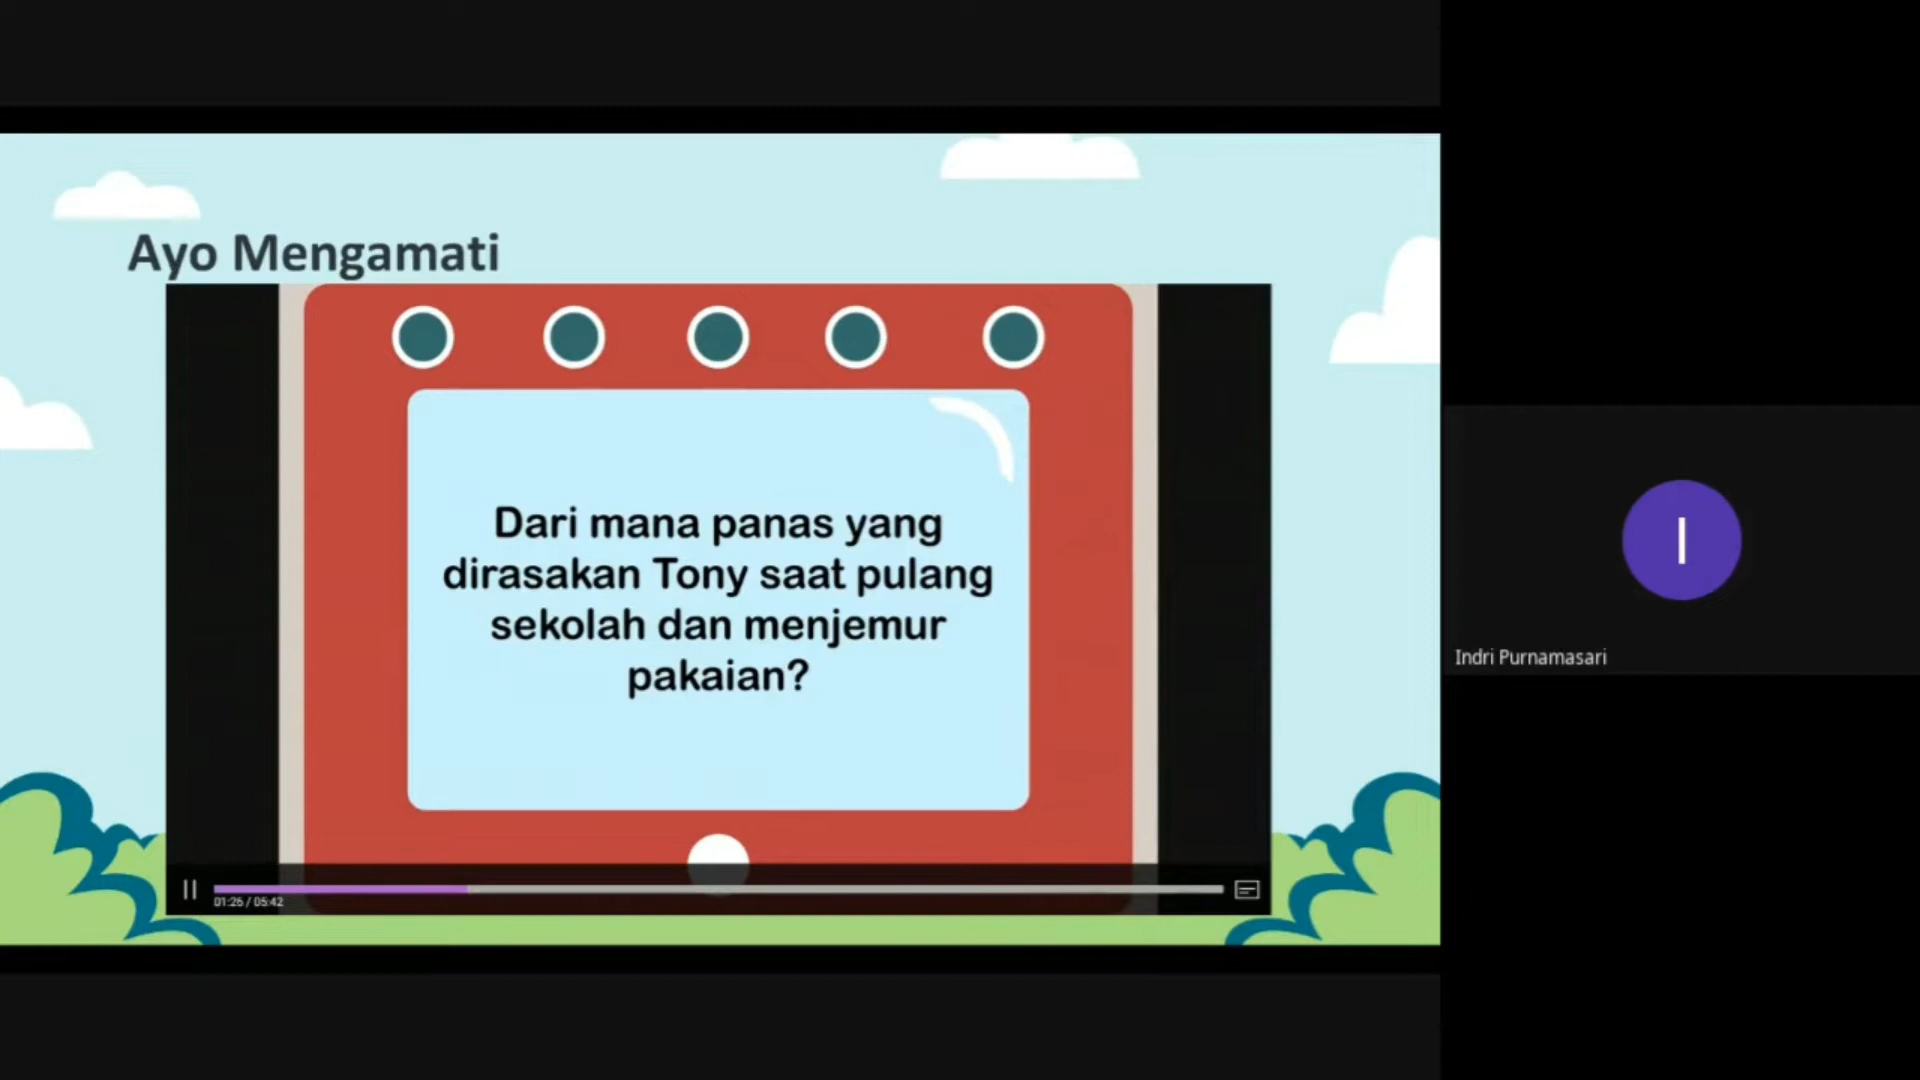 Ayo Mengamati
Dari mana panas yang
dirasakan Tony saat pulang
sekolah dan menjemur
pakaian?
01:26 / 05:42
I
Indri Purnamasari